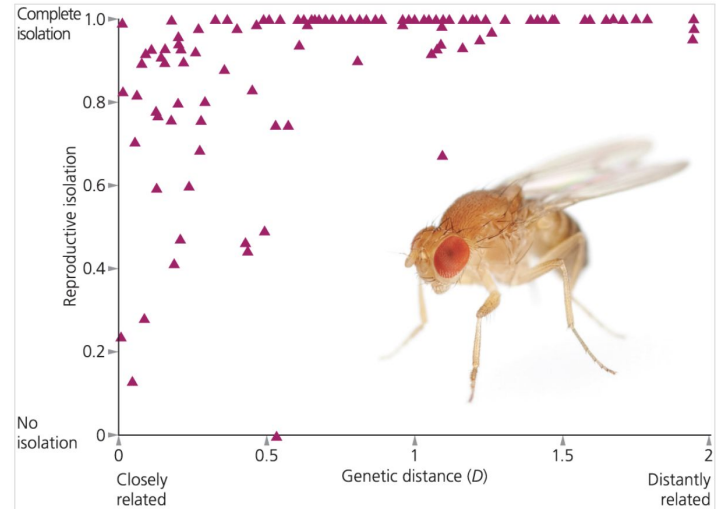 Complete
isolation
1.0
0.8
0.6
0.4
0.2
0
No
isolation
Reproductive isolation
0
0.5
1
1.5
2
Genetic distance (D)
Closely
related
Distantly
related